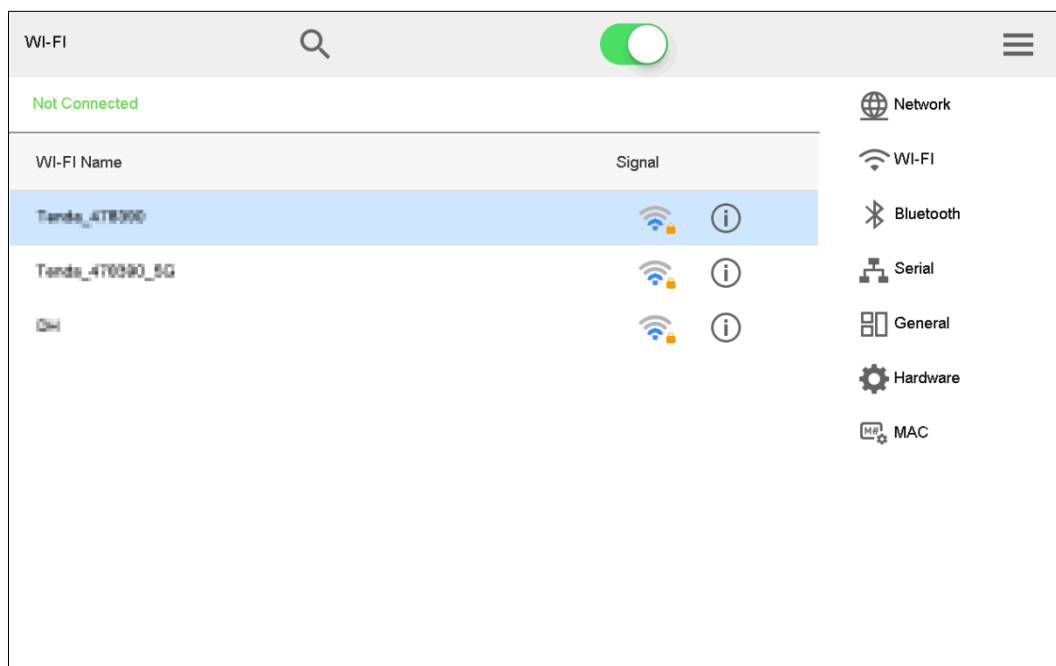 WI-FI
Not Connected
Network
WI-FI Name
Signal
WI-FI
Bluetooth
Serial
General
Hardware
M#
MAC